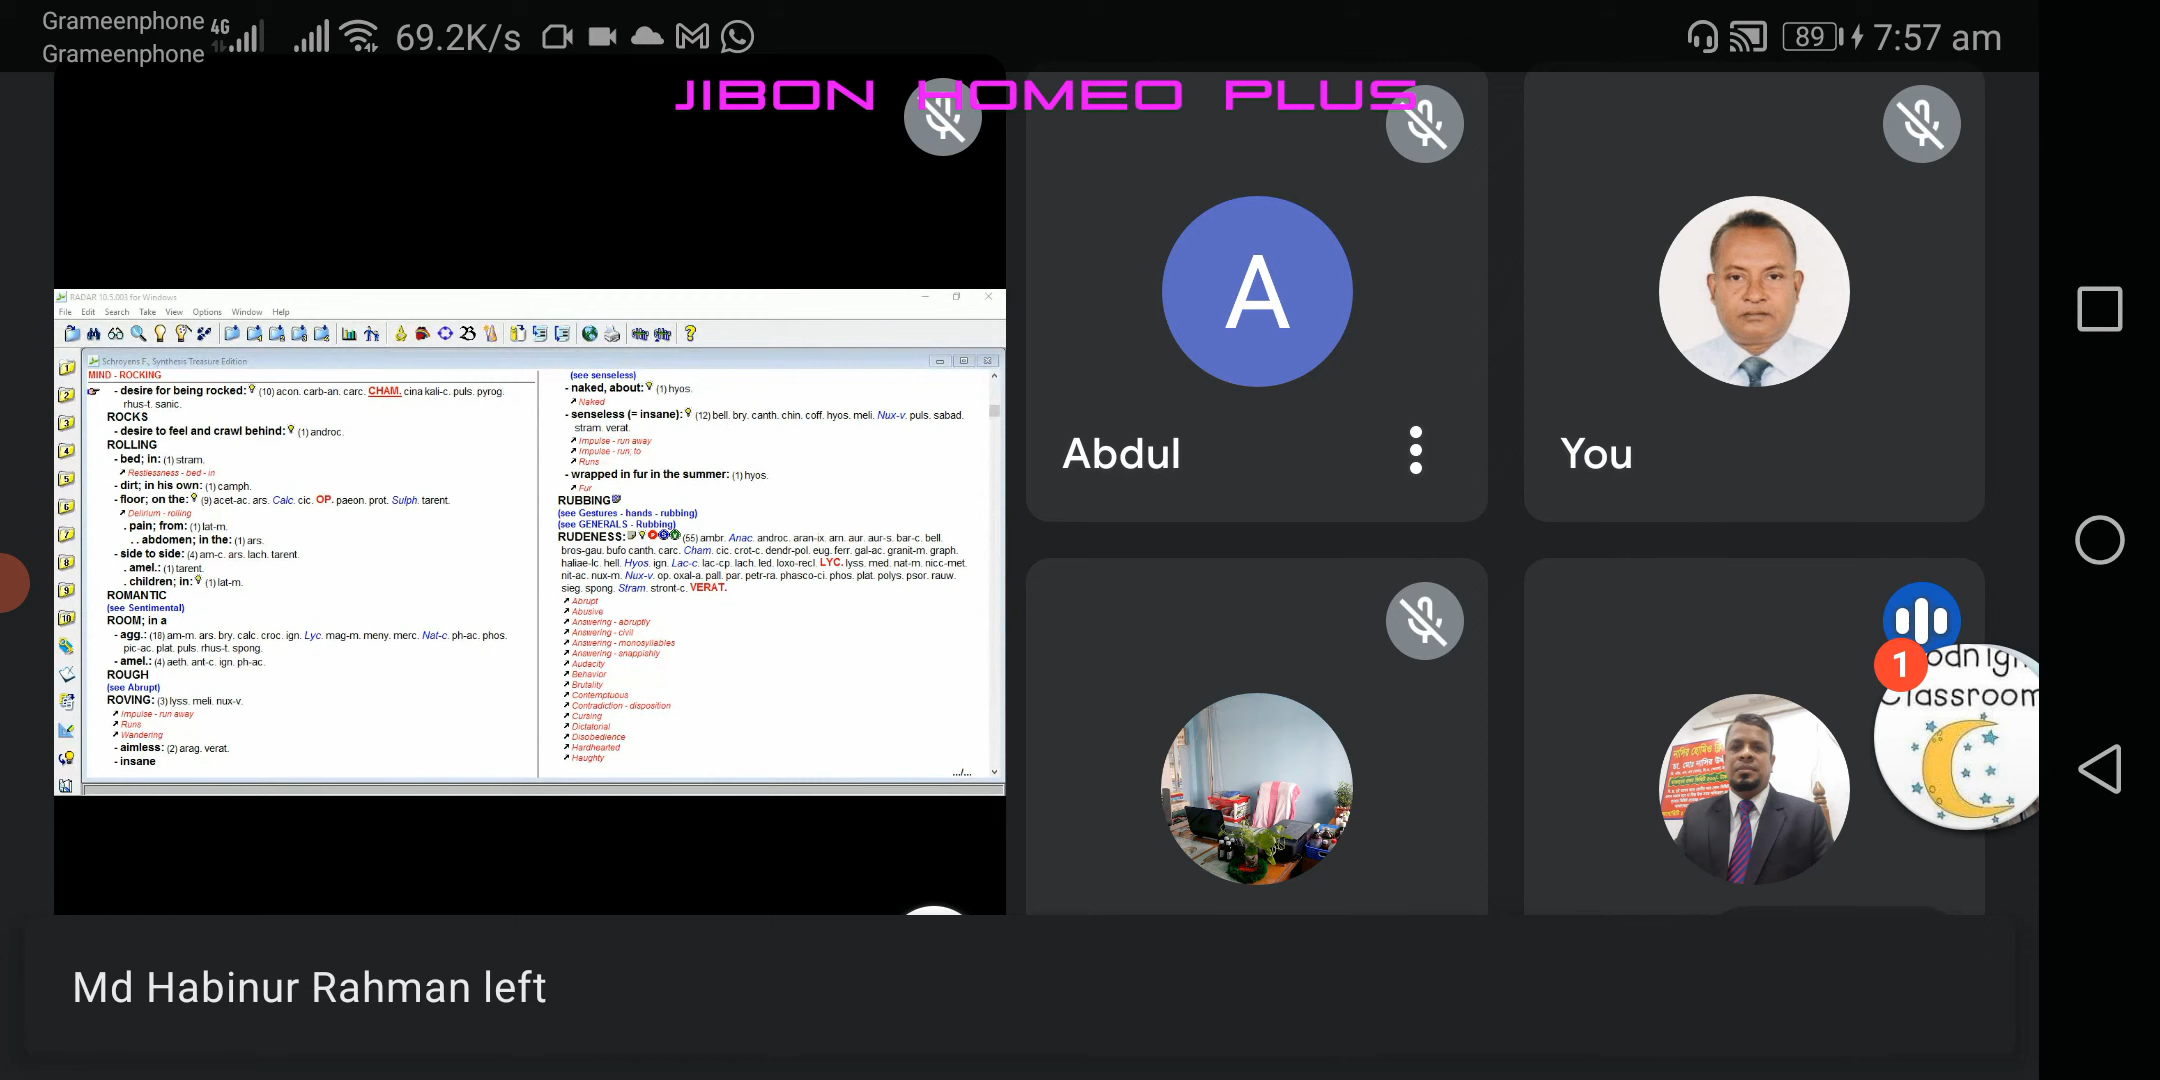 Grameenphone
Grameenphone
4G
69.2K/s
89
7:57 am
JIBON HOMEO PLUS
RADAR 10.5.003 for Windows
File Edit Search Take View Options Window Help
Schroyens F., Synthesis Treasure Edition
MIND - ROCKING
- desire for being rocked: (10) acon. carb-an. carc. CHAM. cina kali-c. puls. pyrog.
rhus-t. sanic.
ROCKS
- desire to feel and crawl behind: (1) androc.
ROLLING
- bed; in: (1) stram.
Restlessness - bed - in
- dirt; in his own: (1) camph.
- floor; on the: (9) acet-ac. ars. Calc. cic. OP. paeon. prot. Sulph. tarent.
Delirium - rolling
. pain; from: (1) lat-m.
. . abdomen; in the: (1) ars.
- side to side: (4) am-c. ars. lach. tarent.
. amel.: (1) tarent.
. children; in: (1) lat-m.
ROMANTIC
(see Sentimental)
ROOM; in a
- agg.: (18) am-m. ars. bry. calc. croc. ign. Lyc. mag-m. meny. merc. Nat-c. ph-ac. phos.
pic-ac. plat. puls. rhus-t. spong.
- amel.: (4) aeth. ant-c. ign. ph-ac.
ROUGH
(see Abrupt)
ROVING: (3) lyss. meli. nux-v.
Impulse - run away
Runs
Wandering
- aimless: (2) arag. verat.
- insane
(see senseless)
- naked, about: (1) hyos.
Naked
- senseless (= insane): (12) bell. bry. canth. chin. coff. hyos. meli. Nux-v. puls. sabad.
stram. verat.
Impulse - run away
Impulse - run; to
Runs
- wrapped in fur in the summer: (1) hyos.
Fur
RUBBING
(see Gestures - hands - rubbing)
(see GENERALS - Rubbing)
RUDENESS: (55) ambr. Anac. androc. aran-ix. arn. aur. aur-s. bar-c. bell.
bros-gau. bufo canth. carc. Cham. cic. crot-c. dendr-pol. eug. ferr. gal-ac. granit-m. graph.
haliae-lc. hell. Hyos. ign. Lac-c. lac-cp. lach. led. loxo-recl. LYC. lyss. med. nat-m. nicc-met.
nit-ac. nux-m. Nux-v. op. oxal-a. pall. par. petr-ra. phasco-ci. phos. plat. polys. psor. rauw.
sieg. spong. Stram. stront-c. VERAT.
Abrupt
Abusive
Answering - abruptly
Answering - civil
Answering - monosyllables
Answering - snappishly
Audacity
Behavior
Brutality
Contemptuous
Contradiction - disposition
Cursing
Dictatorial
Disobedience
Hardhearted
Haughty
.../...
1
2
3
4
5
6
7
8
9
10
A
Abdul
You
1
odnigh
Classroom
Md Habinur Rahman left